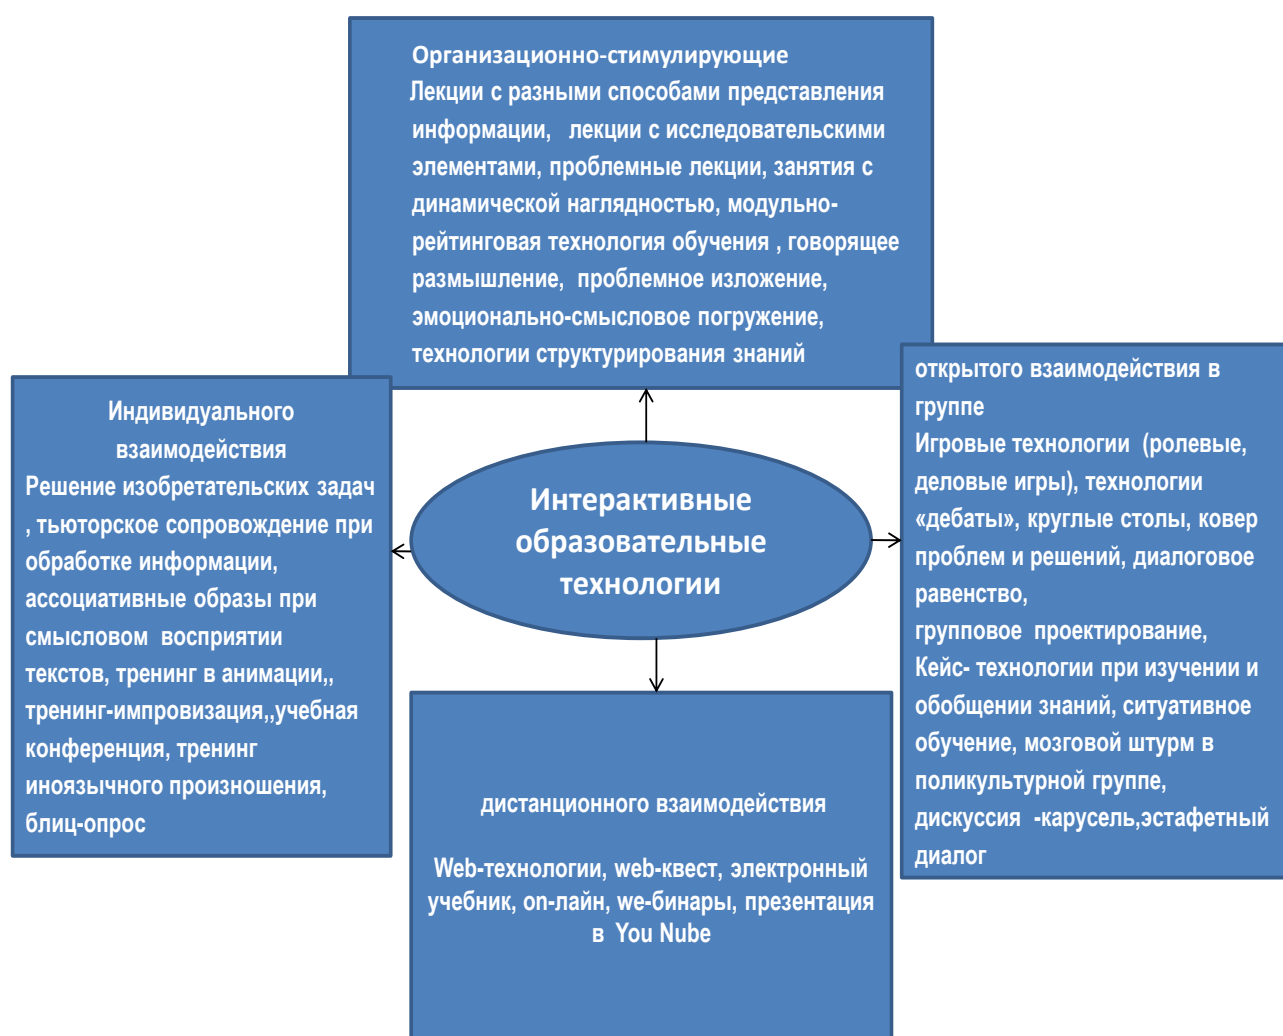 Организационно-стимулирующие
Лекции с разными способами представления
информации, лекции с исследовательскими
элементами, проблемные лекции, занятия с
динамической наглядностью, модульно-
рейтинговая технология обучения , говорящее
размышление, проблемное изложение,
эмоционально-смысловое погружение,
технологии структурирования знаний
Индивидуального
взаимодействия
Решение изобретательских задач
, тьюторское сопровождение при
обработке информации,
ассоциативные образы при
смысловом восприятии
текстов, тренинг в анимации,,
тренинг-импровизация,,учебная
конференция, тренинг
иноязычного произношения,
блиц-опрос
Интерактивные
образовательные
технологии
открытого взаимодействия в
группе
Игровые технологии (ролевые,
деловые игры), технологии
«дебаты», круглые столы, ковер
проблем и решений, диалоговое
равенство,
групповое проектирование,
Кейс- технологии при изучении и
обобщении знаний, ситуативное
обучение, мозговой штурм в
поликультурной группе,
дискуссия -карусель,эстафетный
диалог
дистанционного взаимодействия
Web-технологии, web-квест, электронный
учебник, on-лайн, we-бинары, презентация
в You Nube